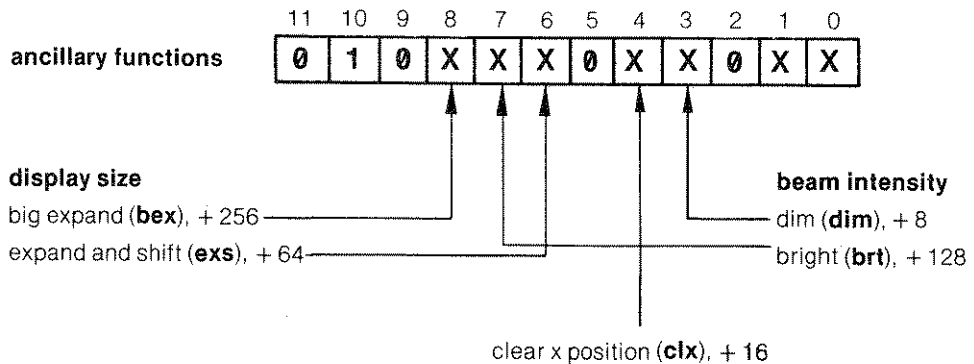 11 10 9 8 7 6 5 4 3 2 1 0
ancillary functions 0 1 0 X X X 0 X X 0 X X
display size
big expand (bex), + 256
expand and shift (exs), + 64
beam intensity
dim (dim), + 8
bright (brt), + 128
clear x position (clx), + 16